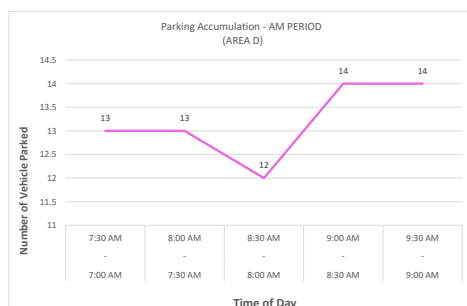 Parking Accumulation - AM PERIOD
(AREA D)
Number of Vehicle Parked
14.5
14
13.5
13
12.5
12
11.5
11
13
13
12
14
14
7:30 AM 8:00 AM 8:30 AM 9:00 AM 9:30 AM
- - - - -
7:00 AM 7:30 AM 8:00 AM 8:30 AM 9:00 AM
Time of Day